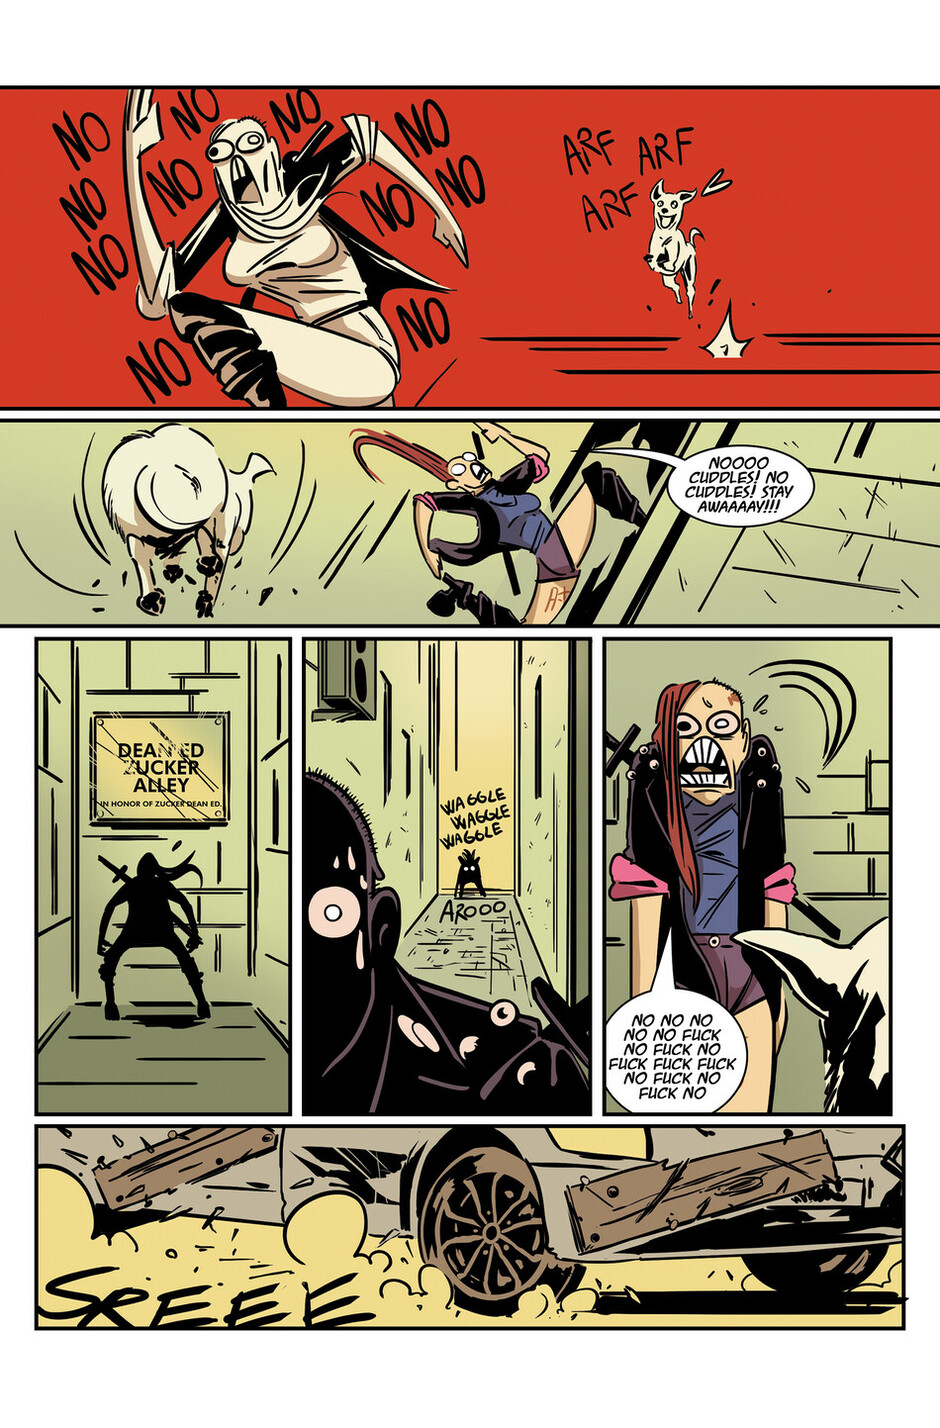 NO
NO
NO
NO
NO
NO
NO
NO
NO
NO
NO
NO
ARF ARF
ARF
NOOOO
CUDDLES! NO
CUDDLES! STAY
AWAAAAY!!!
A+
DEAN ED
ZUCKER
ALLEY
IN HONOR OF ZUCKER DEAN ED.
WAGGLE
WAGGLE
WAGGLE
AROOO
NO NO NO
NO NO FUCK
NO FUCK NO
FUCK FUCK FUCK
NO FUCK NO
FUCK NO
SREEEE